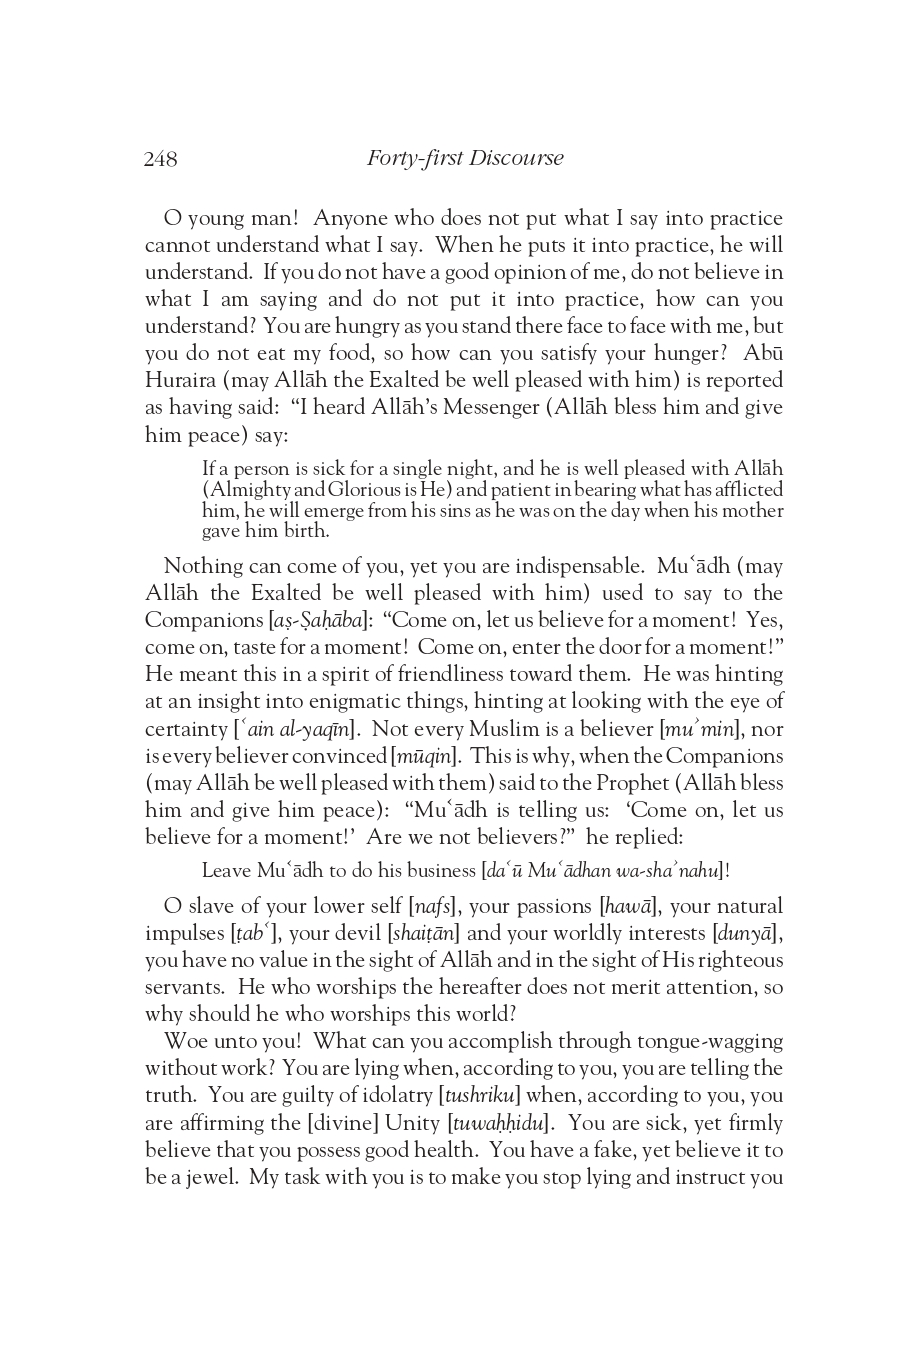 248
Forty-first Discourse
O young man! Anyone who does not put what I say into practice
cannot understand what I say. When he puts it into practice, he will
understand. If you do not have a good opinion of me, do not believe in
what I am saying and do not put it into practice, how can you
understand? You are hungry as you stand there face to face with me, but
you do not eat my food, so how can you satisfy your hunger? Abū
Huraira (may Allāh the Exalted be well pleased with him) is reported
as having said: “I heard Allāh’s Messenger (Allāh bless him and give
him peace) say:
If a person is sick for a single night, and he is well pleased with Allāh
(Almighty and Glorious is He) and patient in bearing what has afflicted
him, he will emerge from his sins as he was on the day when his mother
gave him birth.
Nothing can come of you, yet you are indispensable. Muʿādh (may
Allāh the Exalted be well pleased with him) used to say to the
Companions [aṣ-Ṣaḥāba]: “Come on, let us believe for a moment! Yes,
come on, taste for a moment! Come on, enter the door for a moment!”
He meant this in a spirit of friendliness toward them. He was hinting
at an insight into enigmatic things, hinting at looking with the eye of
certainty [ʿain al-yaqīn]. Not every Muslim is a believer [muʾmin], nor
is every believer convinced [mūqin]. This is why, when the Companions
(may Allāh be well pleased with them) said to the Prophet (Allāh bless
him and give him peace): “Muʿādh is telling us: ‘Come on, let us
believe for a moment!’ Are we not believers?” he replied:
Leave Muʿādh to do his business [daʿū Muʿādhan wa-shaʾnahu]!
O slave of your lower self [nafs], your passions [hawā], your natural
impulses [ṭabʿ], your devil [shaiṭān] and your worldly interests [dunyā],
you have no value in the sight of Allāh and in the sight of His righteous
servants. He who worships the hereafter does not merit attention, so
why should he who worships this world?
Woe unto you! What can you accomplish through tongue-wagging
without work? You are lying when, according to you, you are telling the
truth. You are guilty of idolatry [tushriku] when, according to you, you
are affirming the [divine] Unity [tuwaḥḥidu]. You are sick, yet firmly
believe that you possess good health. You have a fake, yet believe it to
be a jewel. My task with you is to make you stop lying and instruct you